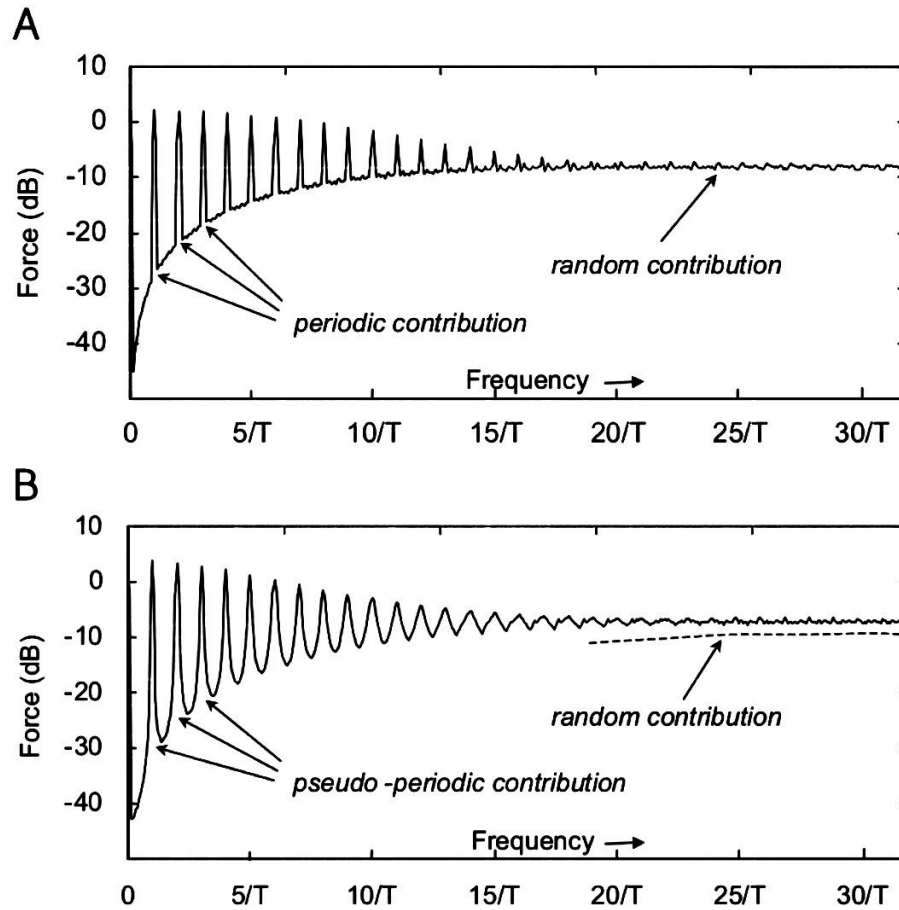 A
10
0
-10
-20
-30
-40
Force (dB)
random contribution
periodic contribution
Frequency
0 5/T 10/T 15/T 20/T 25/T 30/T
B
10
0
-10
-20
-30
-40
Force (dB)
random contribution
pseudo -periodic contribution
Frequency
0 5/T 10/T 15/T 20/T 25/T 30/T